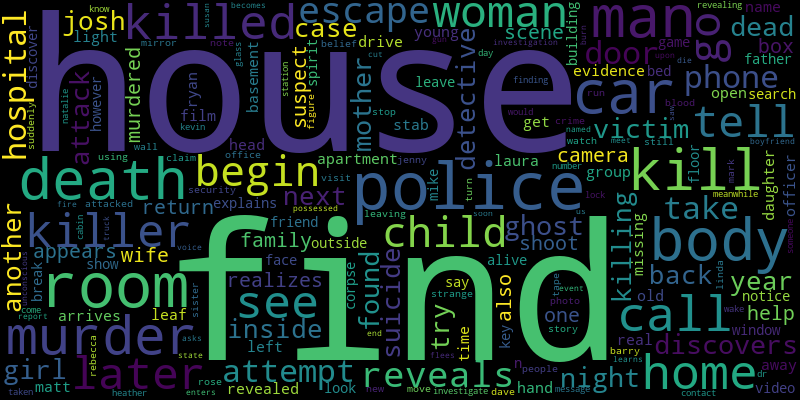 know josh killed escape woman man dead revealing
becomes name
light note mirror susan belief case drive young scene building door game box
hospital discover suddenly however attack murdered basement ryan film suspect figure spirit mother leave detective phone father
house car evidence bed open search
using wall head stop stab get victim tell
kevin station glass cut day investigation finding run
natalie claim office apartment jenny laura camera named watch meet still crime blood
death begin police group floor kill
fire attacked security visit mike turn number boyfriend
explains next child ghost lock mark meanwhile
killer return possessed leaving soon us take officer daughter
friend shoot killing missing body
another appears wife family outside
cabin truck voice
break show face corpse alive say back year
room find see realizes found suicide
come report arrives leaf sister strange also call old notice
murder inside try key one real help
rebecca asks left time photo event story discovers window
girl matt later attempt reveals night home away
state end flees learns barry
taken heather rose enters revealed look new move investigate dave hand message people contact dr video